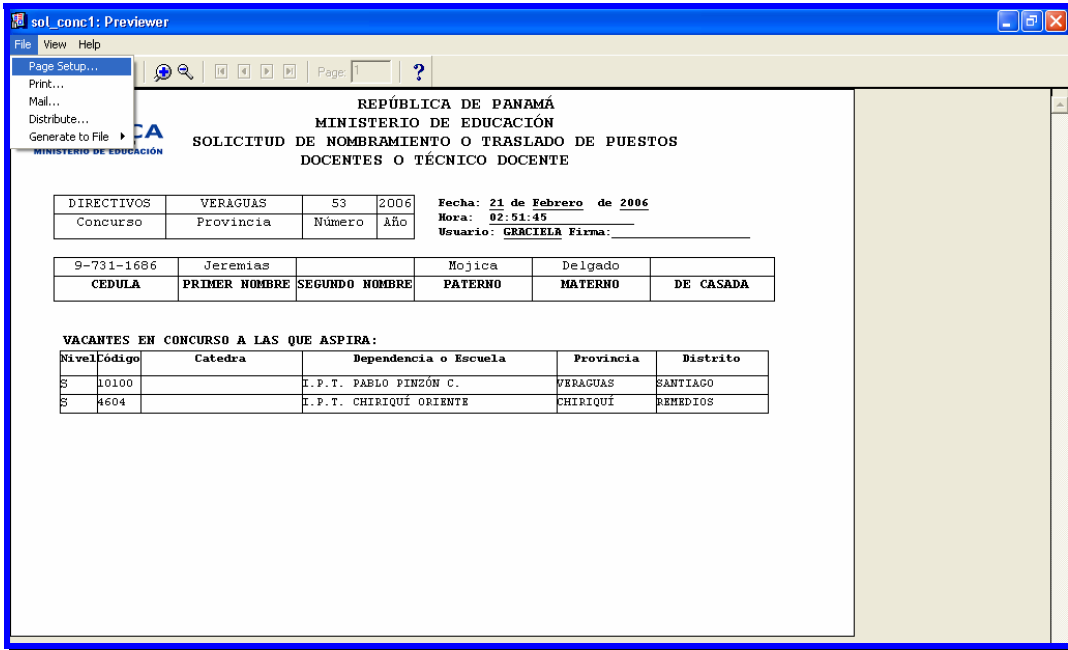 sol_conc1: Previewer
File View Help
Page Setup...
Print...
Mail...
Distribute...
Generate to File
Page: 1
?
CA
MINISTERIO DE EDUCACIÓN
REPÚBLICA DE PANAMÁ
MINISTERIO DE EDUCACIÓN
SOLICITUD DE NOMBRAMIENTO O TRASLADO DE PUESTOS
DOCENTES O TÉCNICO DOCENTE
DIRECTIVOS VERAGUAS 53 2006
Concurso Provincia Número Año
Fecha: 21 de Febrero de 2006
Hora: 02:51:45
Usuario: GRACIELA Firma:
9-731-1686 Jeremias Mojica Delgado
CEDULA PRIMER NOMBRE SEGUNDO NOMBRE PATERNO MATERNO DE CASADA
VACANTES EN CONCURSO A LAS QUE ASPIRA:
Nivel Código Catedra Dependencia o Escuela Provincia Distrito
S 10100 I.P.T. PABLO PINZÓN C. VERAGUAS SANTIAGO
S 4604 I.P.T. CHIRIQUÍ ORIENTE CHIRIQUÍ REMEDIOS